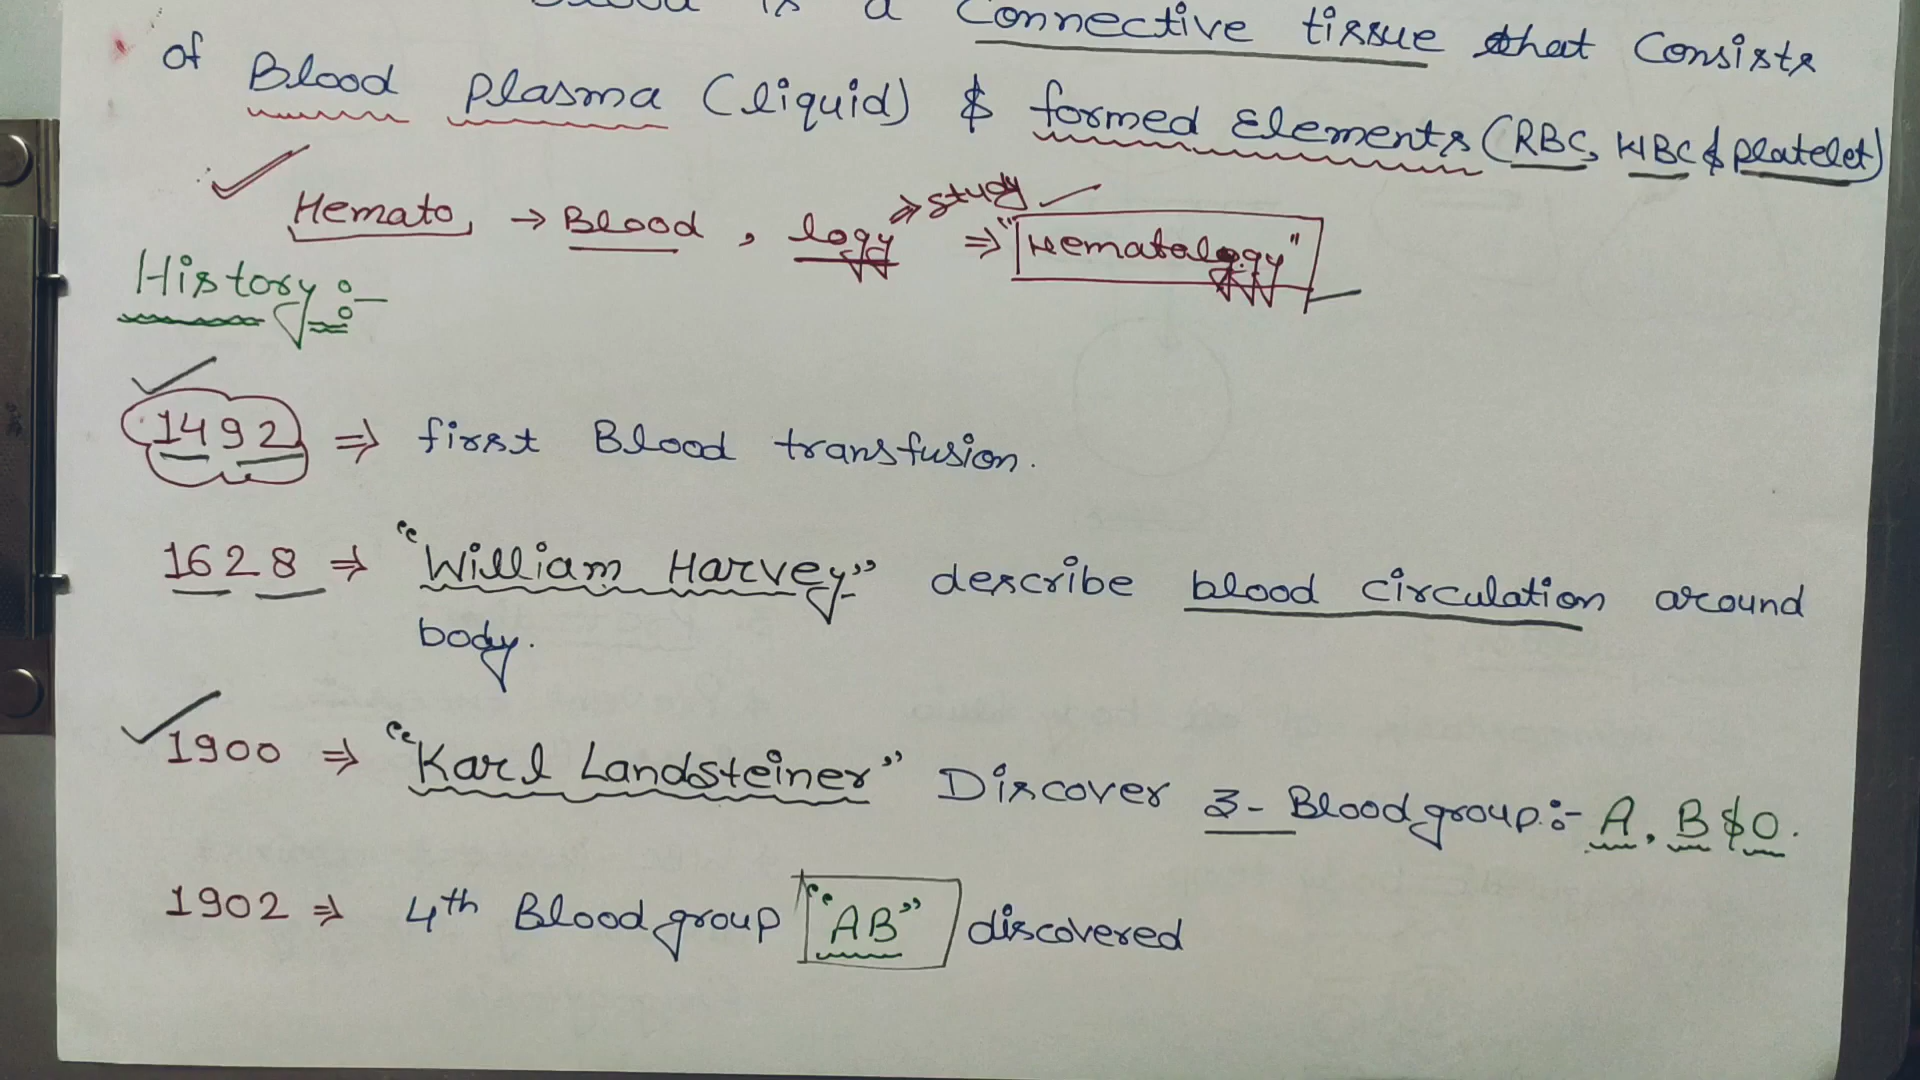 Blood is a Connective tissue that Consists
of Blood Plasma (liquid) & formed Elements (RBC, WBC & Platelet)
Hemato, → Blood, logy ⇒ study ⇒ "Hematology"
History :-
1492 ⇒ first Blood transfusion.
1628 ⇒ "William Harvey" describe blood circulation around
body.
1900 ⇒ "Karl Landsteiner" Discover 3- Blood group :- A, B & O.
1902 ⇒ 4th Blood group "AB" discovered